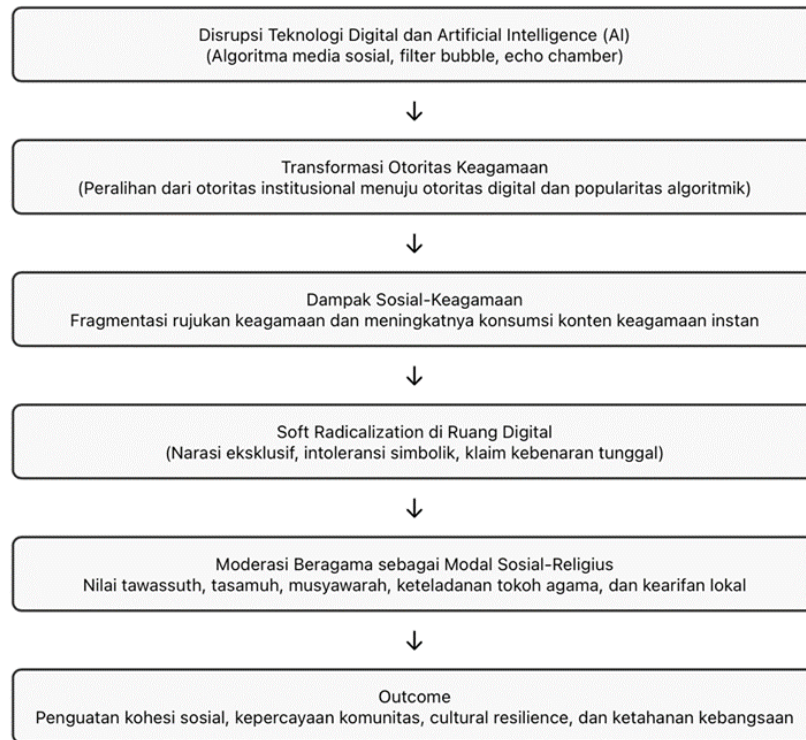 Disrupsi Teknologi Digital dan Artificial Intelligence (AI)
(Algoritma media sosial, filter bubble, echo chamber)
↓
Transformasi Otoritas Keagamaan
(Peralihan dari otoritas institusional menuju otoritas digital dan popularitas algoritmik)
↓
Dampak Sosial-Keagamaan
Fragmentasi rujukan keagamaan dan meningkatnya konsumsi konten keagamaan instan
↓
Soft Radicalization di Ruang Digital
(Narasi eksklusif, intoleransi simbolik, klaim kebenaran tunggal)
↓
Moderasi Beragama sebagai Modal Sosial-Religius
Nilai tawassuth, tasamuh, musyawarah, keteladanan tokoh agama, dan kearifan lokal
↓
Outcome
Penguatan kohesi sosial, kepercayaan komunitas, cultural resilience, dan ketahanan kebangsaan